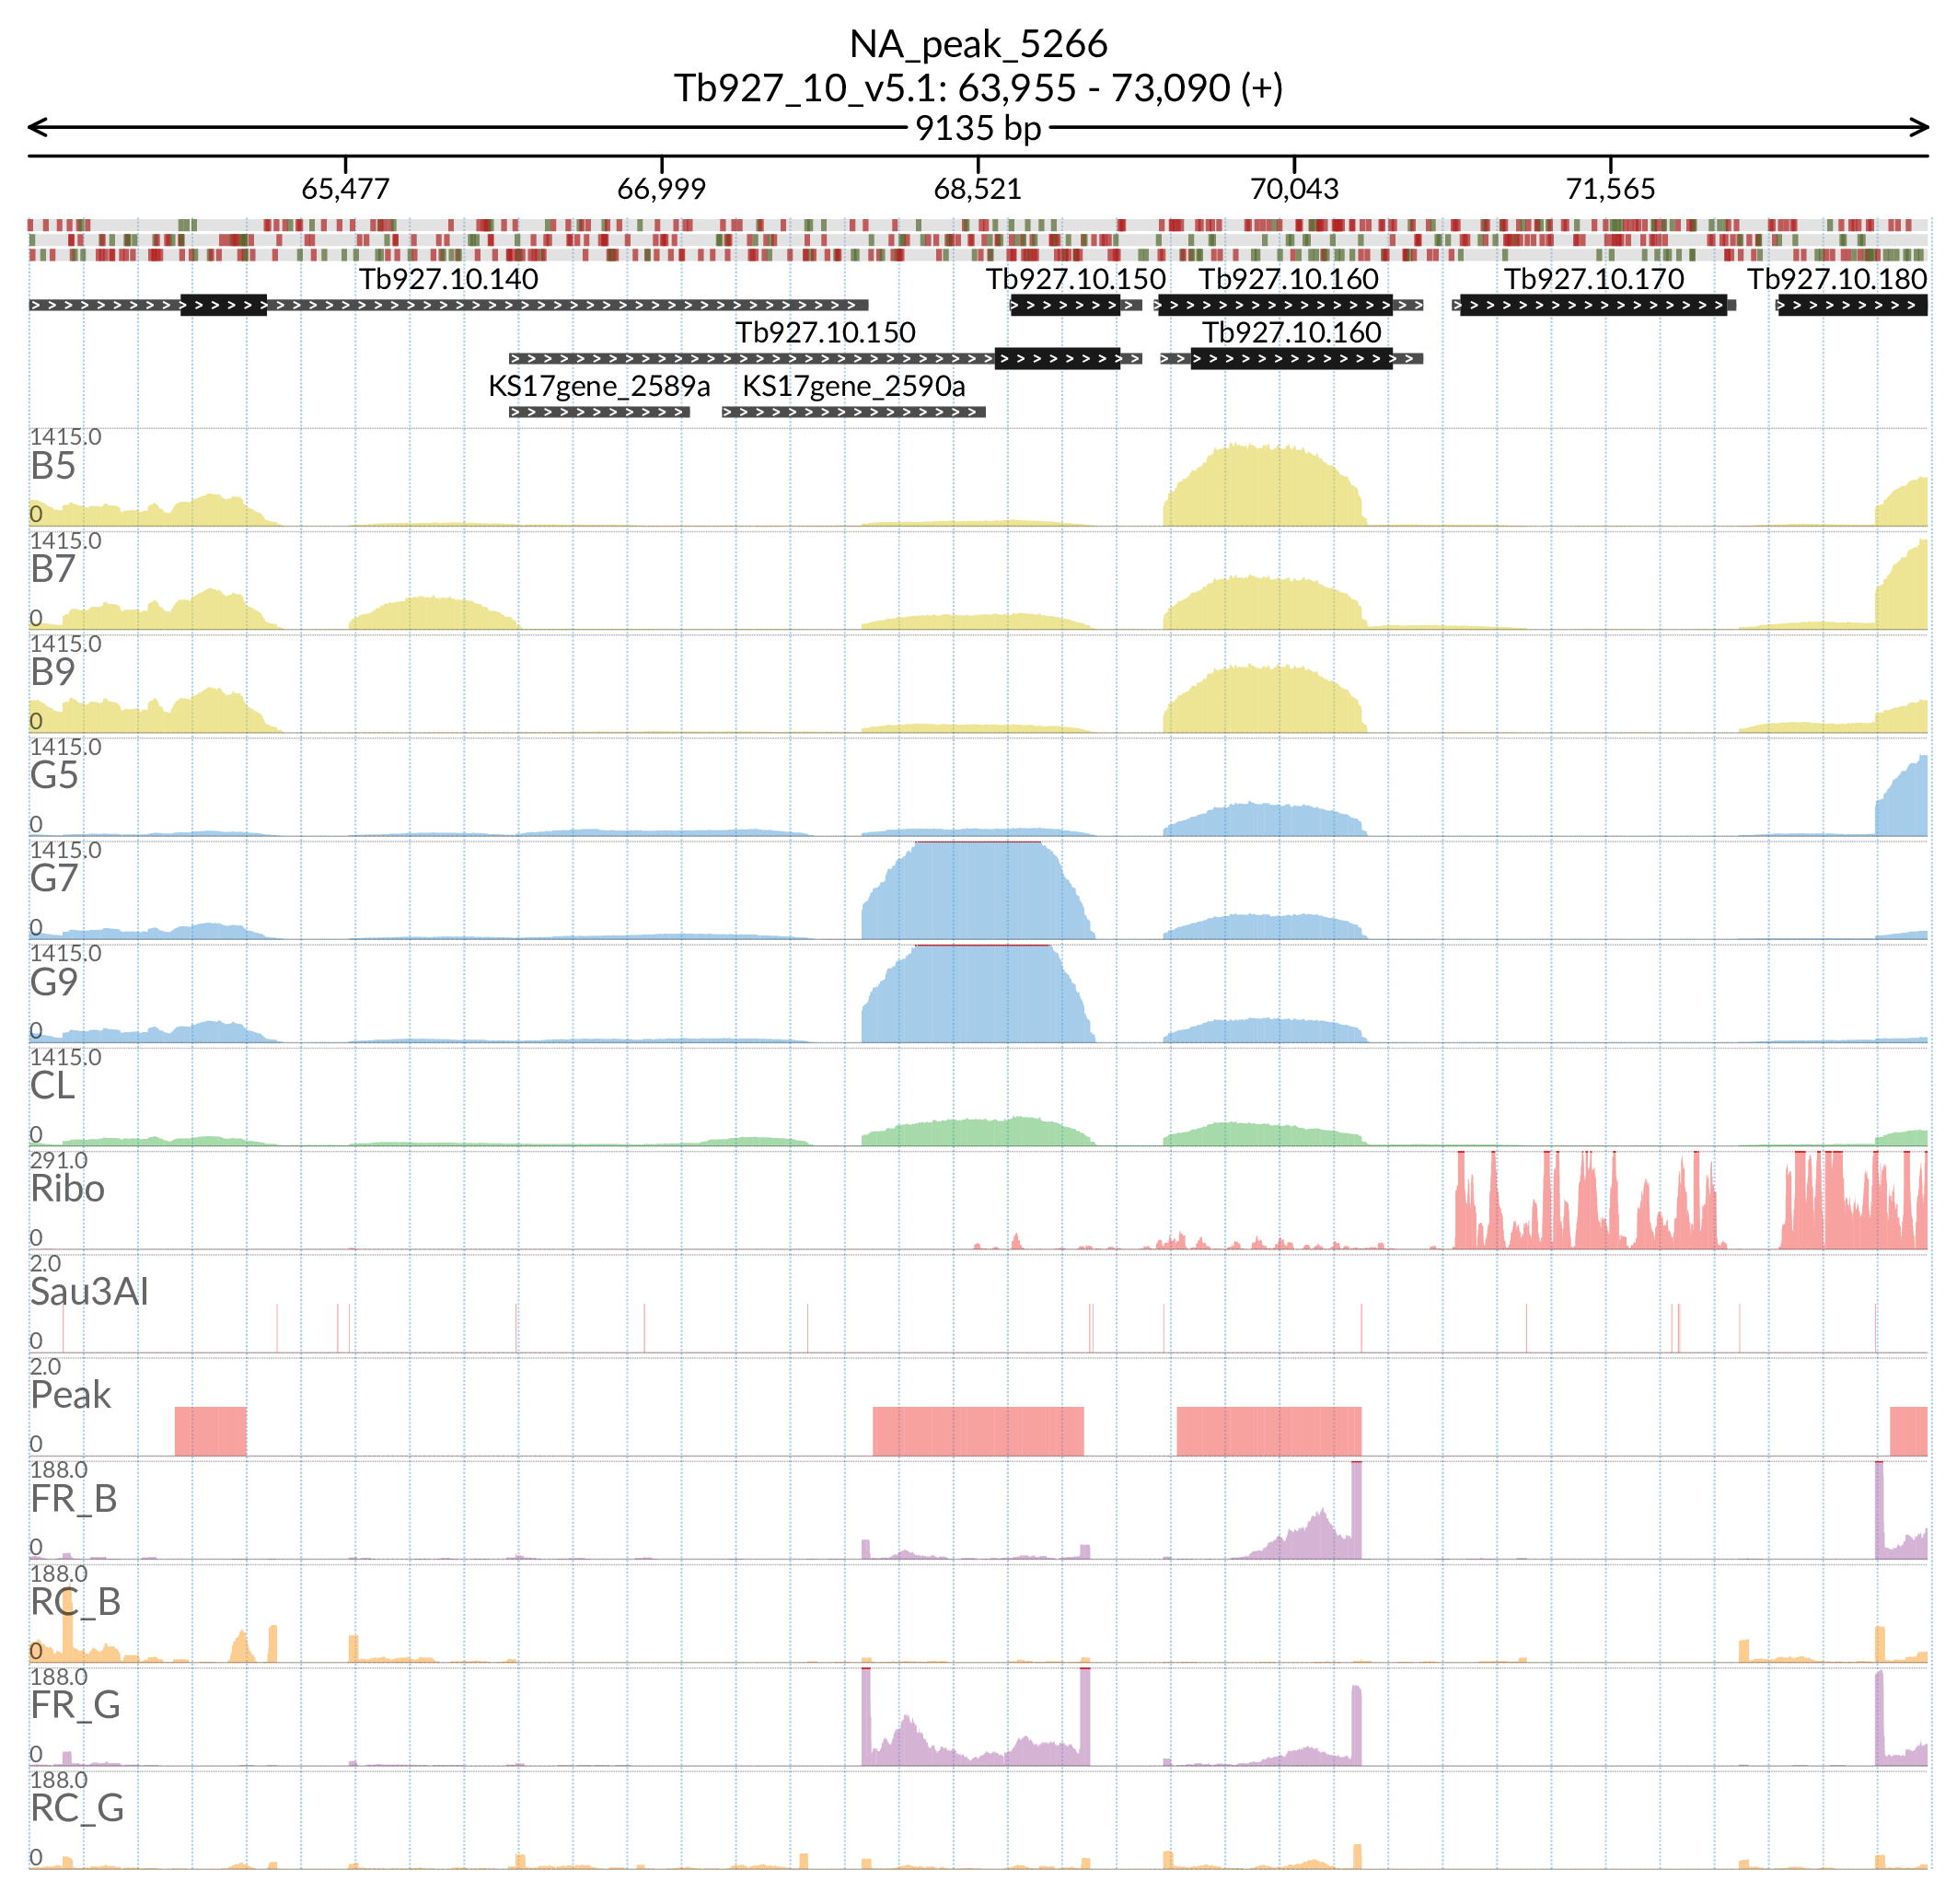 NA_peak_5266
Tb927_10_v5.1: 63,955 - 73,090 (+)
9135 bp
65,477 66,999 68,521 70,043 71,565
Tb927.10.140 Tb927.10.150 Tb927.10.160 Tb927.10.170 Tb927.10.180
Tb927.10.150 Tb927.10.160
KS17gene_2589a KS17gene_2590a
1415.0
B5
0
1415.0
B7
0
1415.0
B9
0
1415.0
G5
0
1415.0
G7
0
1415.0
G9
0
1415.0
CL
0
291.0
Ribo
0
2.0
Sau3AI
0
2.0
Peak
0
188.0
FR_B
0
188.0
RC_B
0
188.0
FR_G
0
188.0
RC_G
0